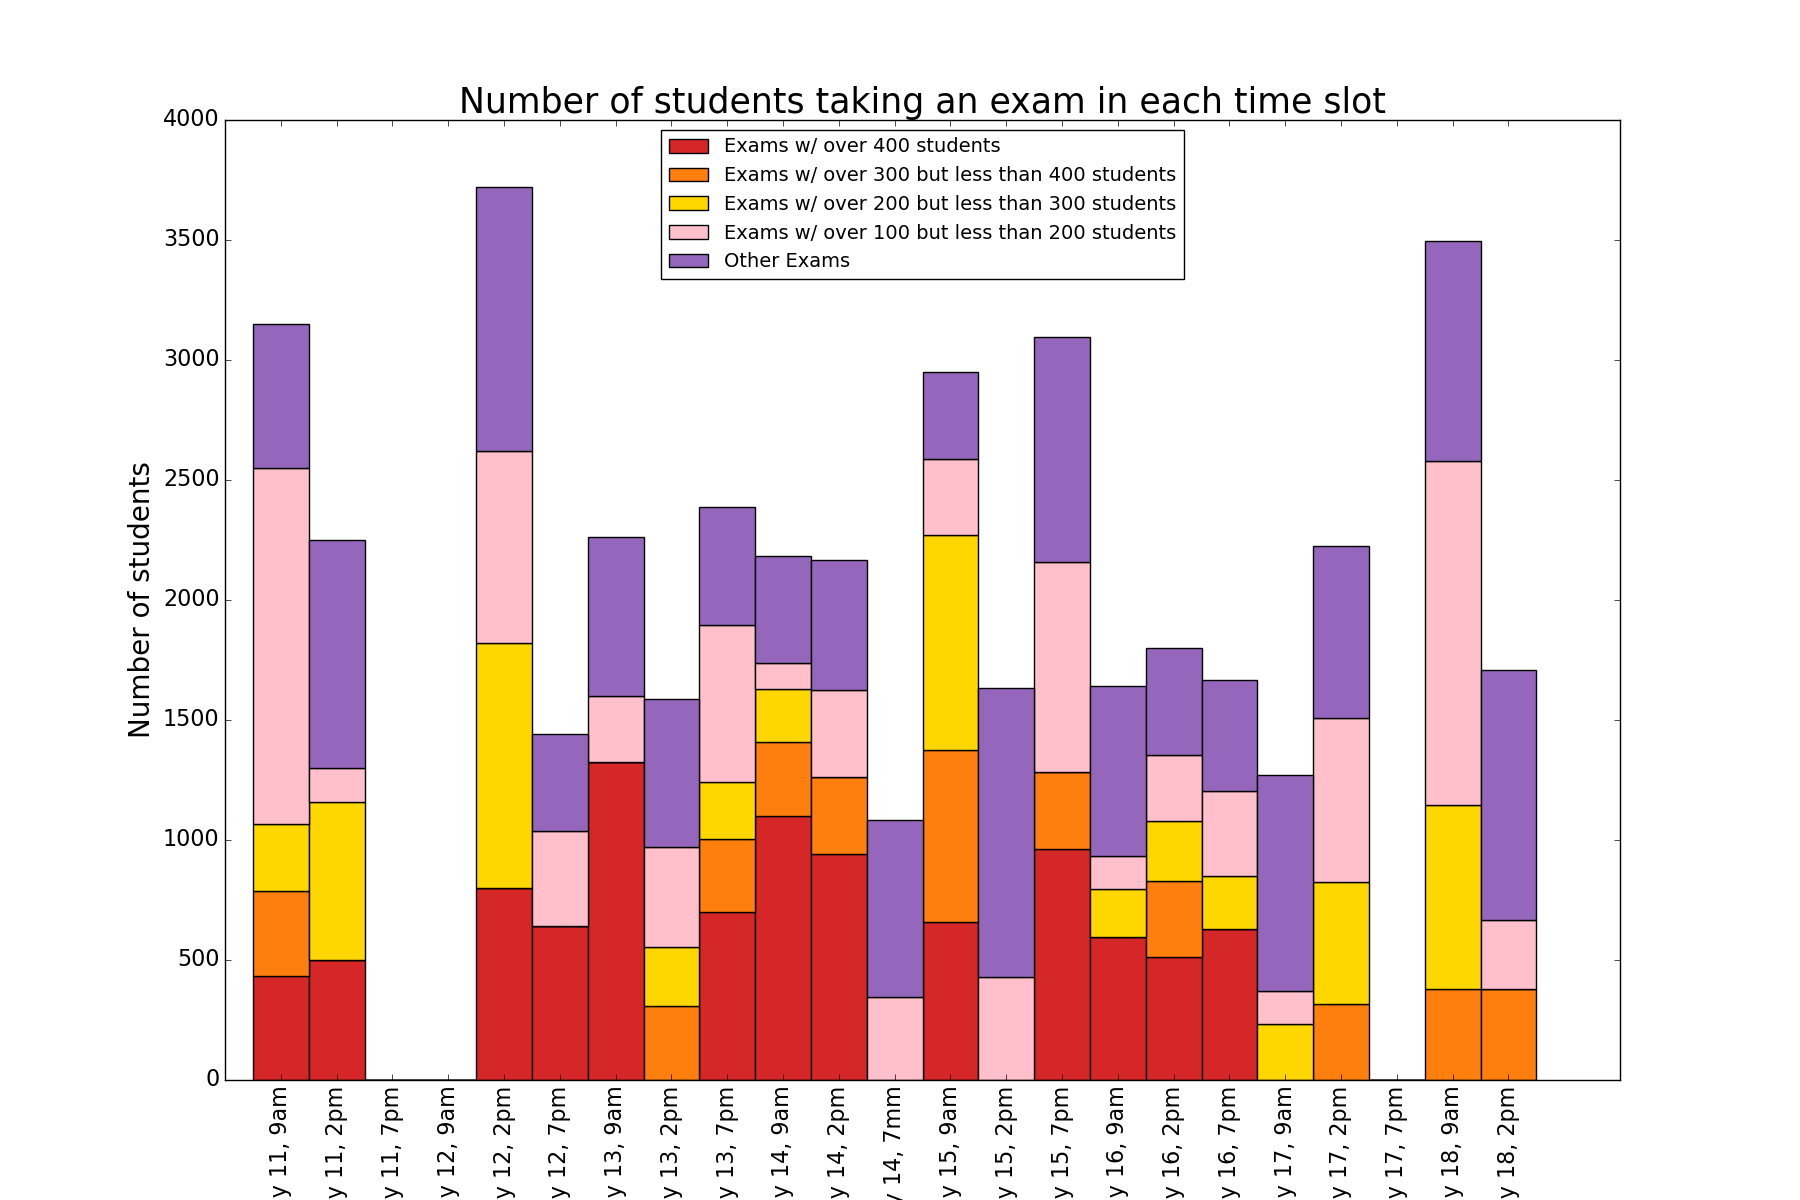 Number of students taking an exam in each time slot
Exams w/ over 400 students
Exams w/ over 300 but less than 400 students
Exams w/ over 200 but less than 300 students
Exams w/ over 100 but less than 200 students
Other Exams
Number of students
4000
3500
3000
2500
2000
1500
1000
500
0
y 11, 9am
y 11, 2pm
y 11, 7pm
y 12, 9am
y 12, 2pm
y 12, 7pm
y 13, 9am
y 13, 2pm
y 13, 7pm
y 14, 9am
y 14, 2pm
y 14, 7mm
y 15, 9am
y 15, 2pm
y 15, 7pm
y 16, 9am
y 16, 2pm
y 16, 7pm
y 17, 9am
y 17, 2pm
y 17, 7pm
y 18, 9am
y 18, 2pm